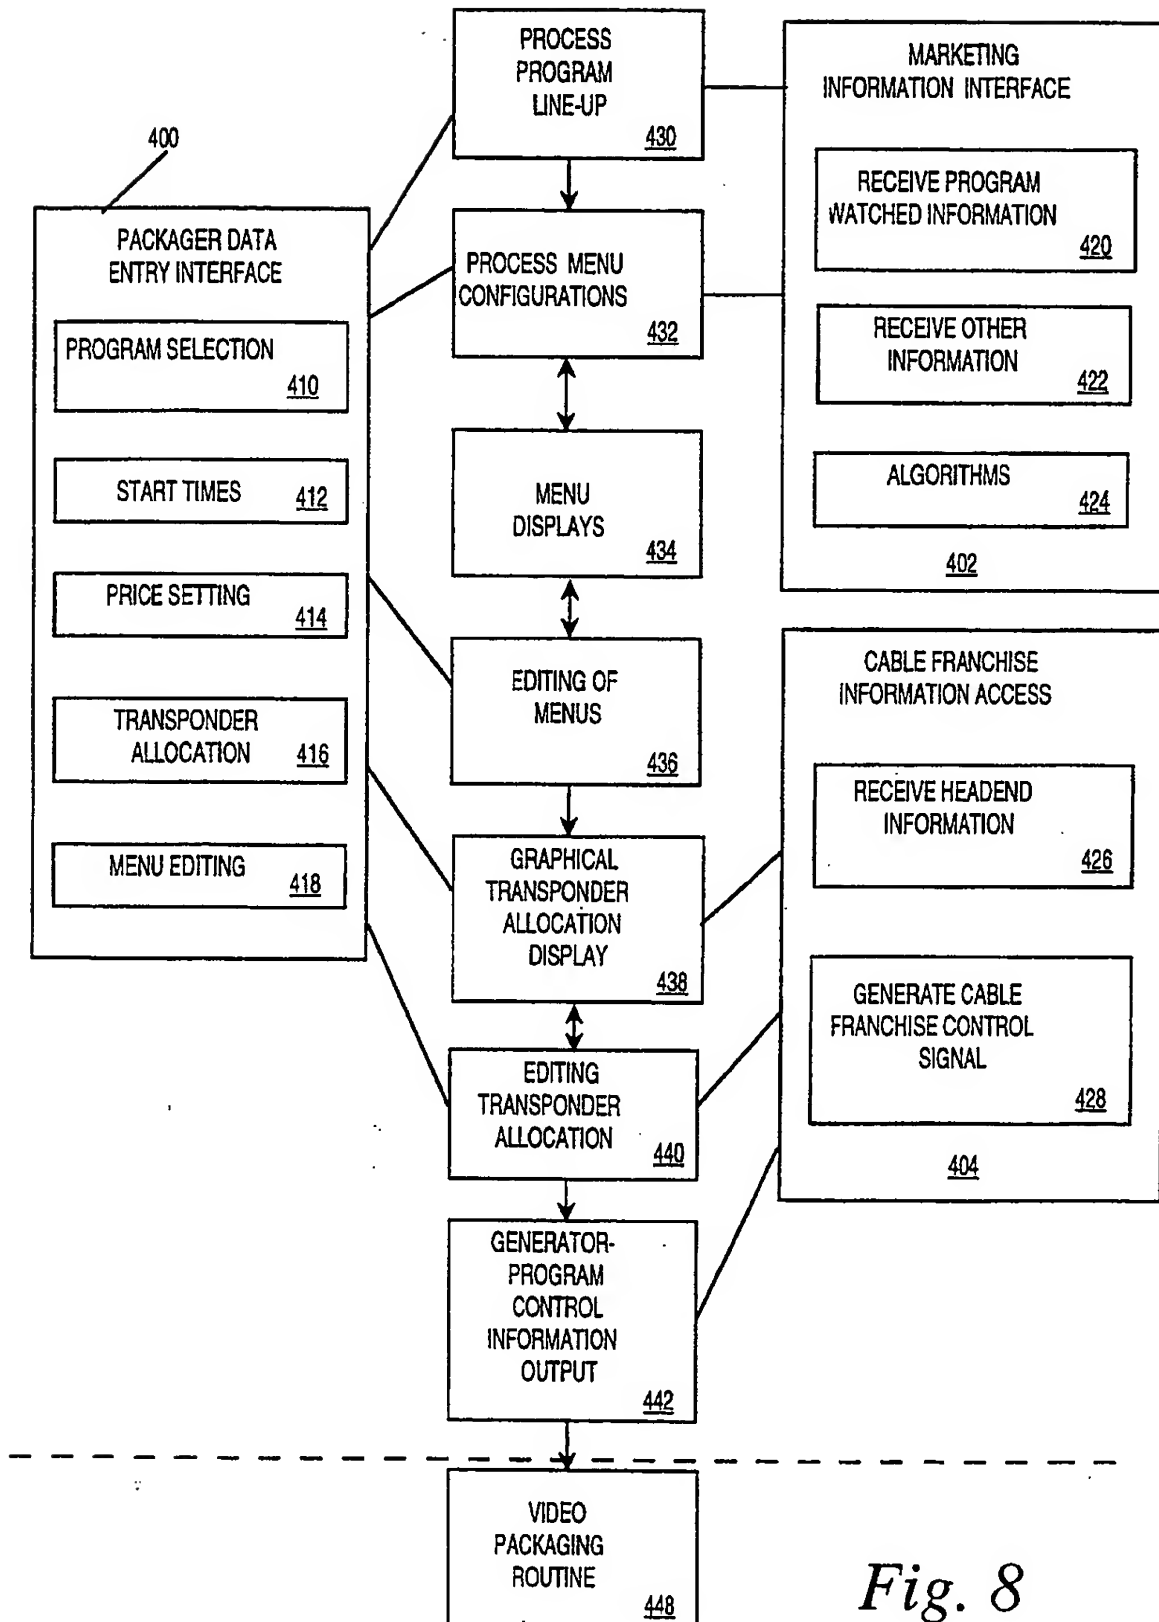 400
PACKAGER DATA
ENTRY INTERFACE
PROGRAM SELECTION
410
START TIMES
412
PRICE SETTING
414
TRANSPONDER
ALLOCATION
416
MENU EDITING
418
PROCESS
PROGRAM
LINE-UP
430
PROCESS MENU
CONFIGURATIONS
432
MENU
DISPLAYS
434
EDITING OF
MENUS
436
GRAPHICAL
TRANSPONDER
ALLOCATION
DISPLAY
438
EDITING
TRANSPONDER
ALLOCATION
440
GENERATOR-
PROGRAM
CONTROL
INFORMATION
OUTPUT
442
VIDEO
PACKAGING
ROUTINE
448
MARKETING
INFORMATION INTERFACE
RECEIVE PROGRAM
WATCHED INFORMATION
420
RECEIVE OTHER
INFORMATION
422
ALGORITHMS
424
402
CABLE FRANCHISE
INFORMATION ACCESS
RECEIVE HEADEND
INFORMATION
426
GENERATE CABLE
FRANCHISE CONTROL
SIGNAL
428
404
Fig. 8